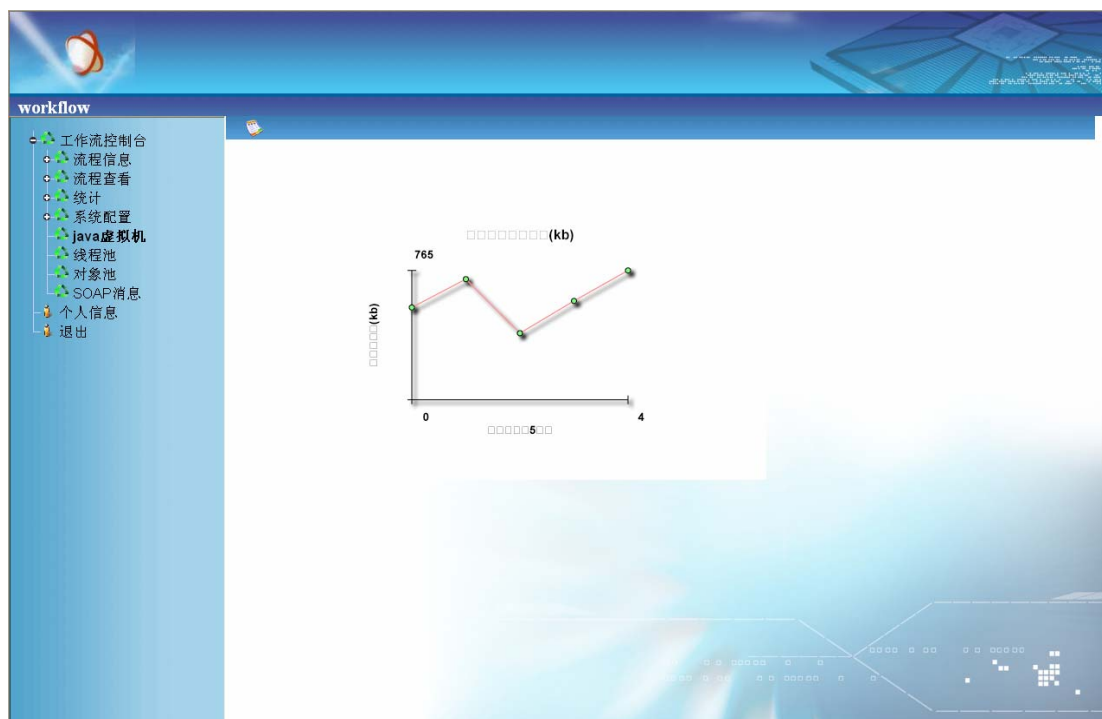 workflow
工作流控制台
流程信息
流程查看
统计
系统配置
java虚拟机
线程池
对象池
SOAP消息
个人信息
退出
□□□□□□□□(kb)
765
□□□□□(kb)
0
4
□□□□□5□□